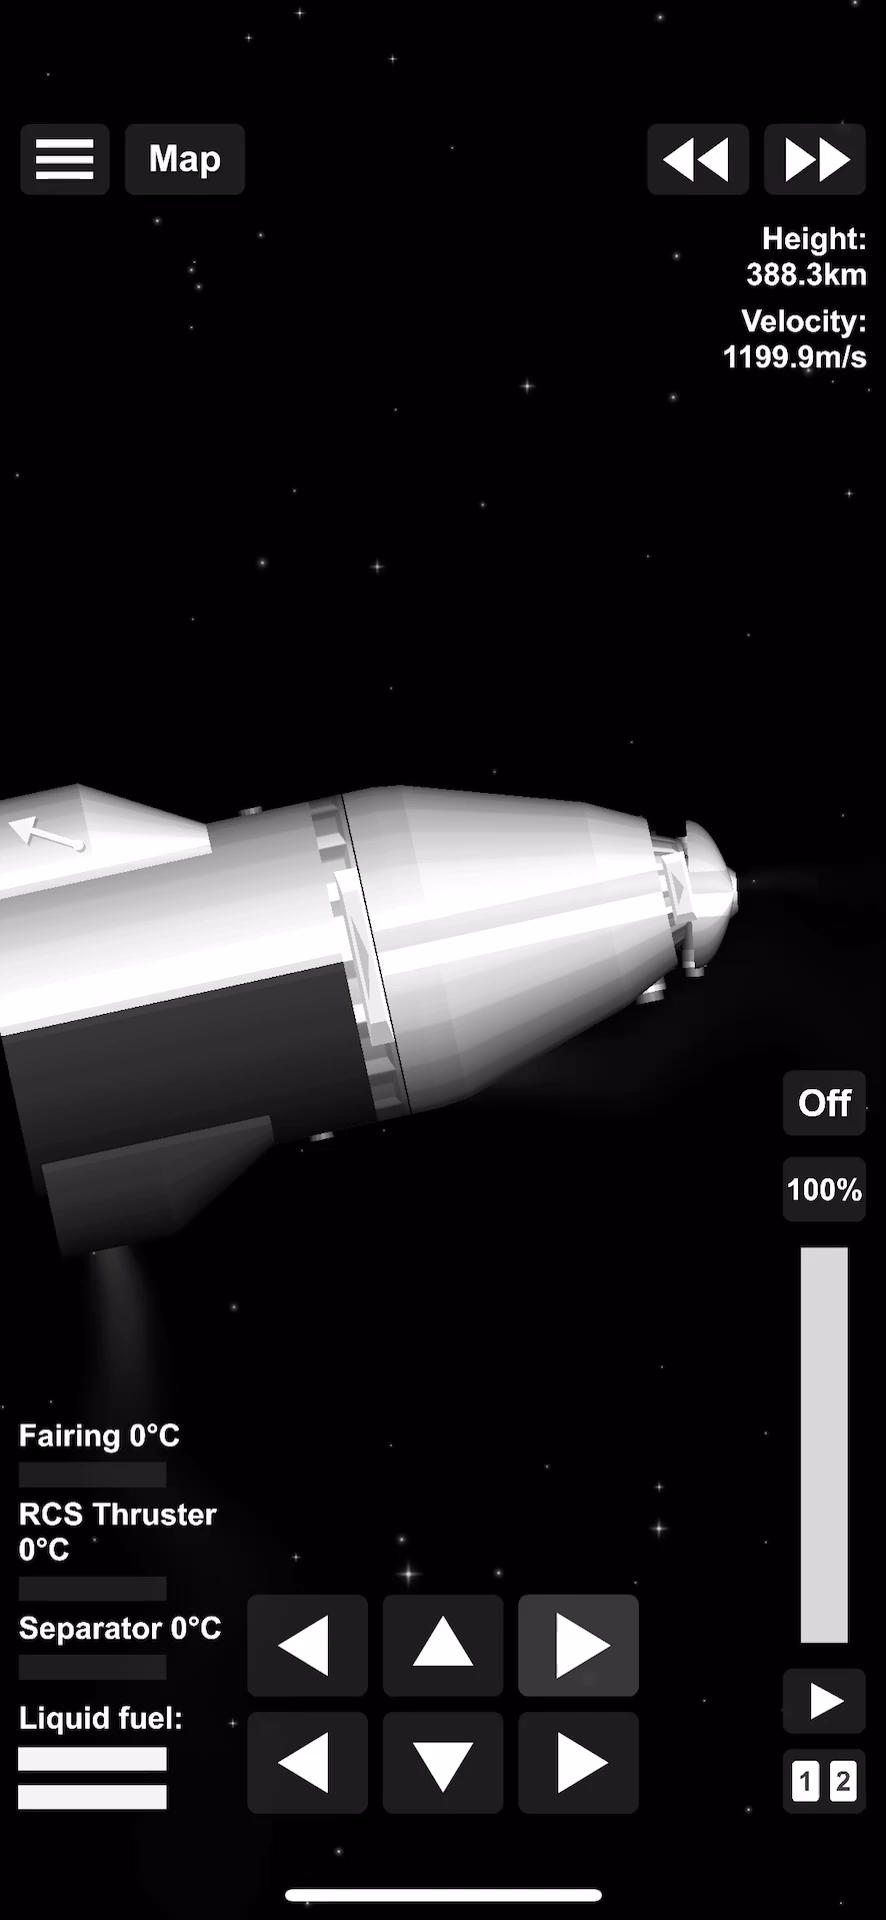 Map
Height:
388.3km
Velocity:
1199.9m/s
Off
100%
Fairing 0°C
RCS Thruster
0°C
Separator 0°C
Liquid fuel:
1 2